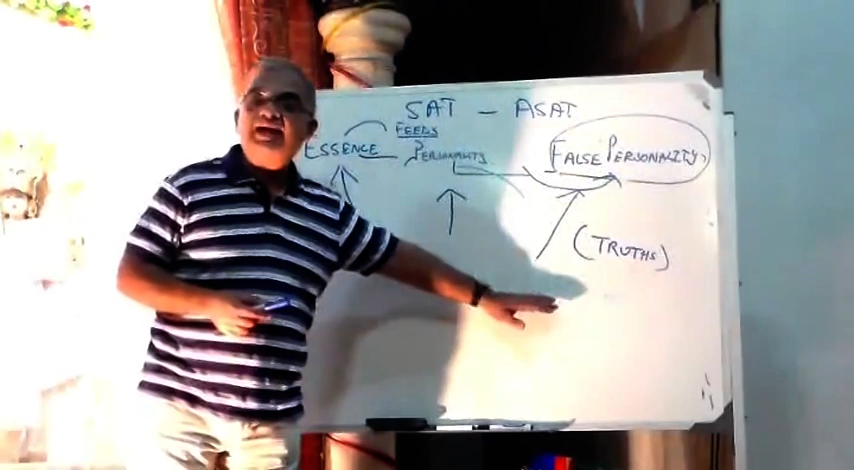 SAT - ASAT
FEEDS
ESSENCE PERSONALITY FALSE PERSONALITY
(TRUTHS)